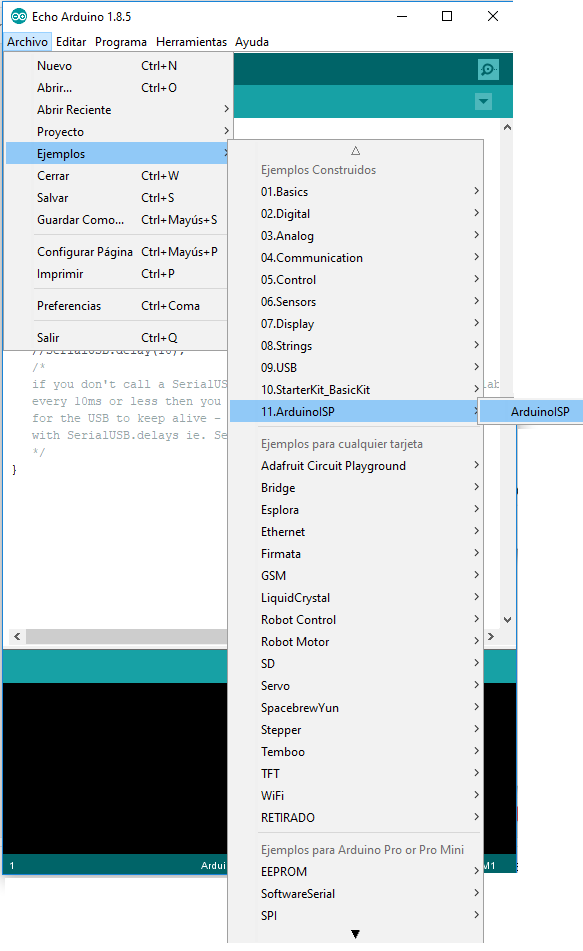 Echo Arduino 1.8.5
Archivo Editar Programa Herramientas Ayuda
Nuevo Ctrl+N
Abrir... Ctrl+O
Abrir Reciente
Proyecto
Ejemplos
Cerrar Ctrl+W
Salvar Ctrl+S
Guardar Como... Ctrl+Mayús+S
Configurar Página Ctrl+Mayús+P
Imprimir Ctrl+P
Preferencias Ctrl+Coma
Salir Ctrl+Q
Ejemplos Construidos
01.Basics
02.Digital
03.Analog
04.Communication
05.Control
06.Sensors
07.Display
08.Strings
09.USB
10.StarterKit_BasicKit
11.ArduinoISP
ArduinoISP
Ejemplos para cualquier tarjeta
Adafruit Circuit Playground
Bridge
Esplora
Ethernet
Firmata
GSM
LiquidCrystal
Robot Control
Robot Motor
SD
Servo
SpacebrewYun
Stepper
Temboo
TFT
WiFi
RETIRADO
Ejemplos para Arduino Pro or Pro Mini
EEPROM
SoftwareSerial
SPI
//SerialUSB.delay(10);
/*
if you don't call a SerialUS
every 10ms or less then you
for the USB to keep alive -
with SerialUSB.delays ie. Se
*/
}
1 Ardui M1